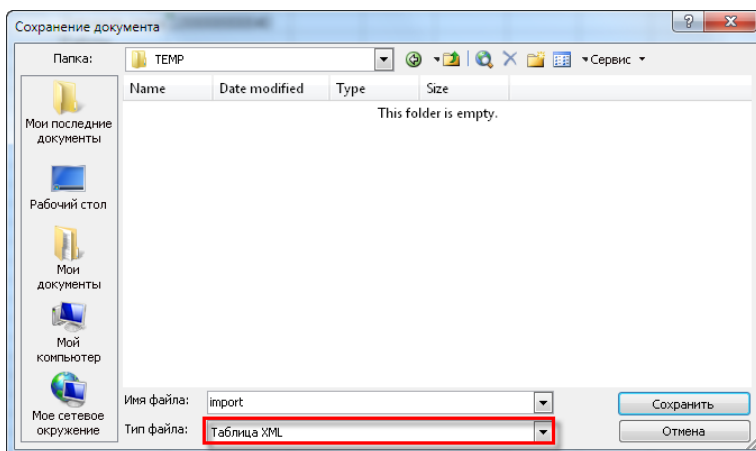 Сохранение документа
Папка: TEMP Сервис
Name Date modified Type Size
This folder is empty.
Мои последние
документы
Рабочий стол
Мои
документы
Мой
компьютер
Мое сетевое
окружение
Имя файла: import Сохранить
Тип файла: Таблица XML Отмена